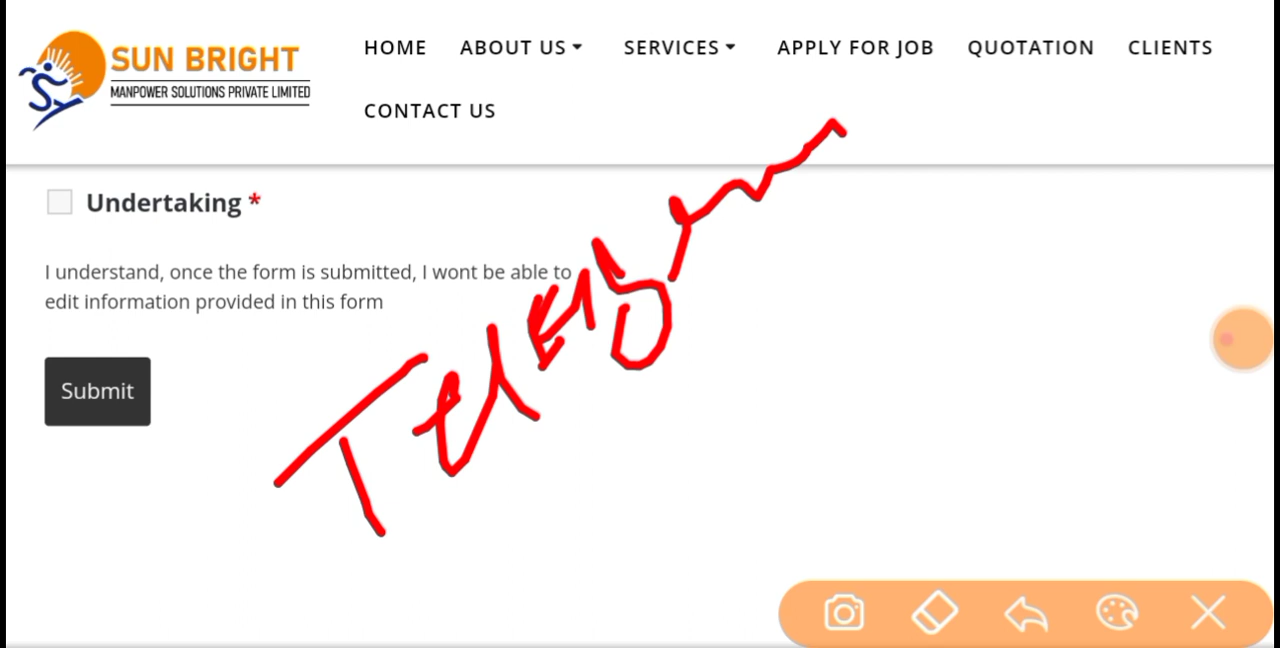 SUN BRIGHT
MANPOWER SOLUTIONS PRIVATE LIMITED
HOME ABOUT US SERVICES APPLY FOR JOB QUOTATION CLIENTS
CONTACT US
Undertaking *
I understand, once the form is submitted, I wont be able to
edit information provided in this form
Submit